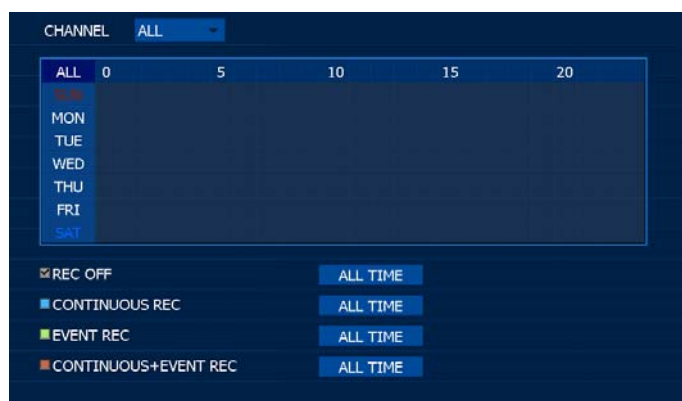 CHANNEL ALL
ALL 0 5 10 15 20
SUN
MON
TUE
WED
THU
FRI
SAT
REC OFF ALL TIME
CONTINUOUS REC ALL TIME
EVENT REC ALL TIME
CONTINUOUS+EVENT REC ALL TIME